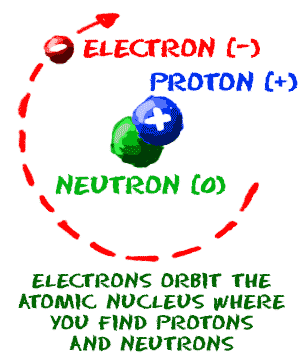 ELECTRON (-)
PROTON (+)
+
NEUTRON (0)
ELECTRONS ORBIT THE
ATOMIC NUCLEUS WHERE
YOU FIND PROTONS
AND NEUTRONS